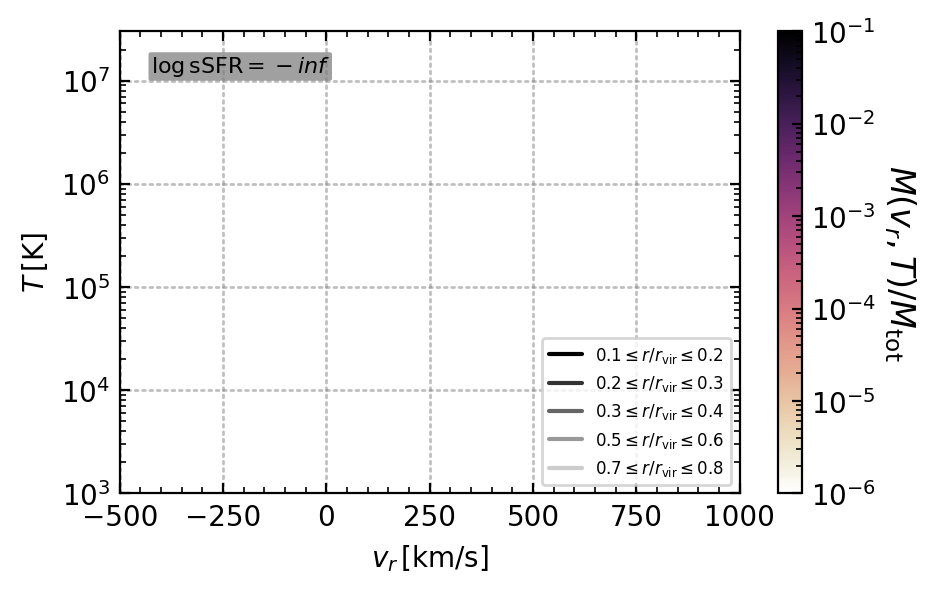 log sSFR = −inf
10⁷
10⁶
10⁵
10⁴
10³
T [K]
−500
−250
0
250
500
750
1000
vᵣ [km/s]
0.1 ≤ r/r_vir ≤ 0.2
0.2 ≤ r/r_vir ≤ 0.3
0.3 ≤ r/r_vir ≤ 0.4
0.5 ≤ r/r_vir ≤ 0.6
0.7 ≤ r/r_vir ≤ 0.8
10⁻¹
10⁻²
10⁻³
10⁻⁴
10⁻⁵
10⁻⁶
M(vᵣ, T)/M_tot